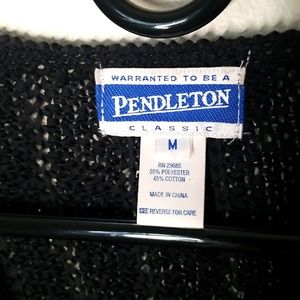 WARRANTED TO BE A
PENDLETON
CLASSIC
M
RN 29685
55% POLYESTER
45% COTTON
MADE IN CHINA
SEE REVERSE FOR CARE